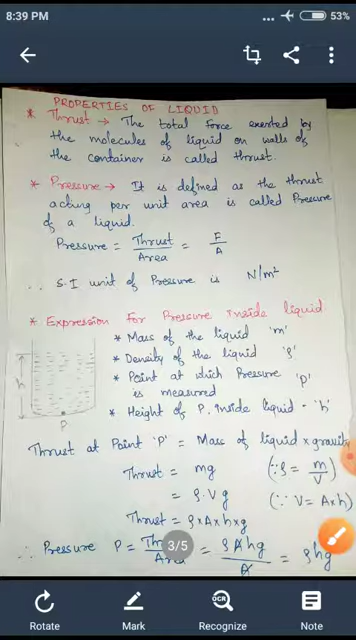 8:39 PM
... 53%
PROPERTIES OF LIQUID
* Thrust → The total force exerted by
the molecules of liquid on walls of
the container is called thrust.
* Pressure → It is defined as the thrust
acting per unit area is called Pressure
of a liquid.
Pressure = Thrust/Area = F/A
∴ S.I unit of Pressure is N/m²
* Expression For Pressure Inside liquid
* Mass of the liquid 'm'
* Density of the liquid 'ρ'
* Point at which Pressure 'P'
is measured
* Height of P. inside liquid - 'h'
h
P
Thrust at Point 'P' = Mass of liquid × gravity
Thrust = mg (∵ ρ = m/V)
= ρ.Vg (∵ V = A×h)
Thrust = ρ×A×h×g
∴ Pressure P = Thr/Area = ρAhg/A = ρhg
3/5
OCR
Rotate Mark Recognize Note